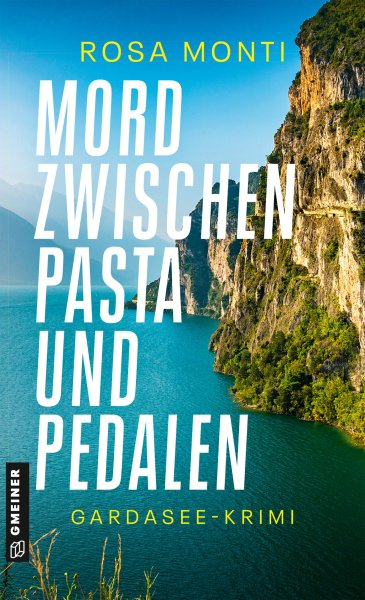 ROSA MONTI
MORD
ZWISCHEN
PASTA
UND
PEDALEN
GARDASEE-KRIMI
GMEINER